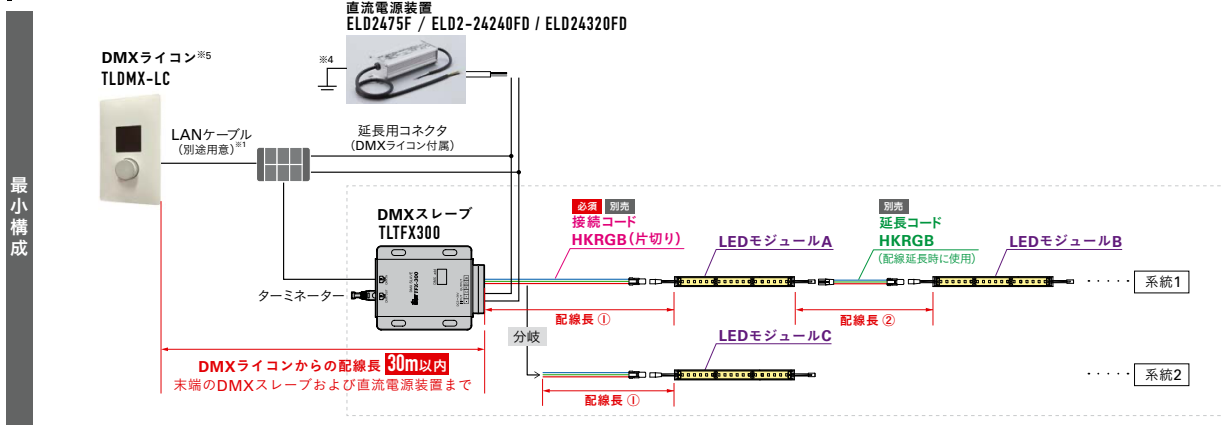 最小構成
直流電源装置
ELD2475F / ELD2-24240FD / ELD24320FD
※4
DMXライコン※5
TLDMX-LC
LANケーブル
(別途用意)※1
延長用コネクタ
(DMXライコン付属)
DMXスレーブ
TLTFX300
TFX-300
ターミネーター
必須 別売
接続コード
HKRGB(片切り)
LEDモジュールA
別売
延長コード
HKRGB
(配線延長時に使用)
LEDモジュールB
系統1
配線長 ①
配線長 ②
分岐
LEDモジュールC
系統2
配線長 ①
DMXライコンからの配線長 30m以内
末端のDMXスレーブおよび直流電源装置まで